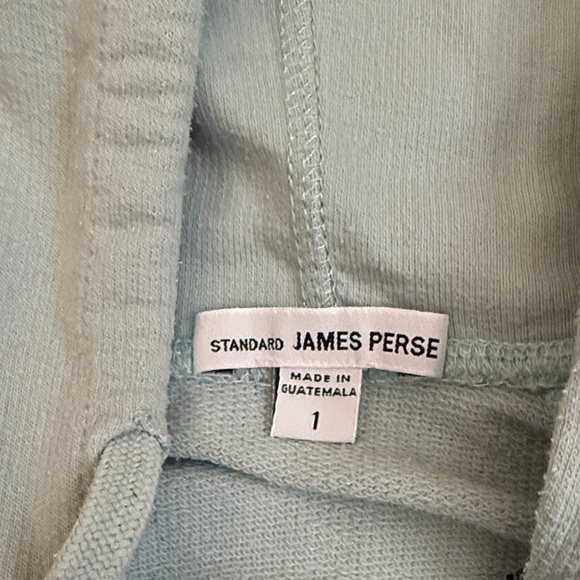 STANDARD JAMES PERSE
MADE IN
GUATEMALA
1